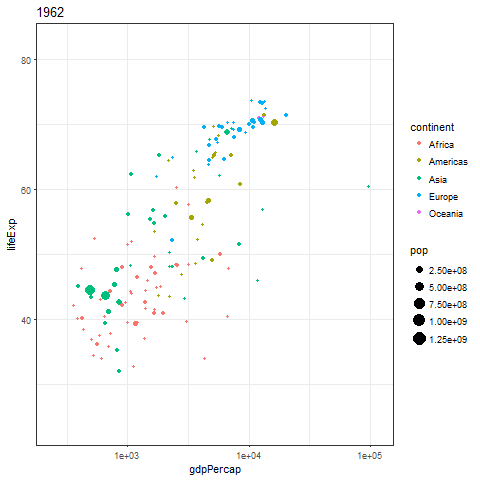 1962
80
60
40
lifeExp
1e+03
1e+04
1e+05
gdpPercap
continent
Africa
Americas
Asia
Europe
Oceania
pop
2.50e+08
5.00e+08
7.50e+08
1.00e+09
1.25e+09